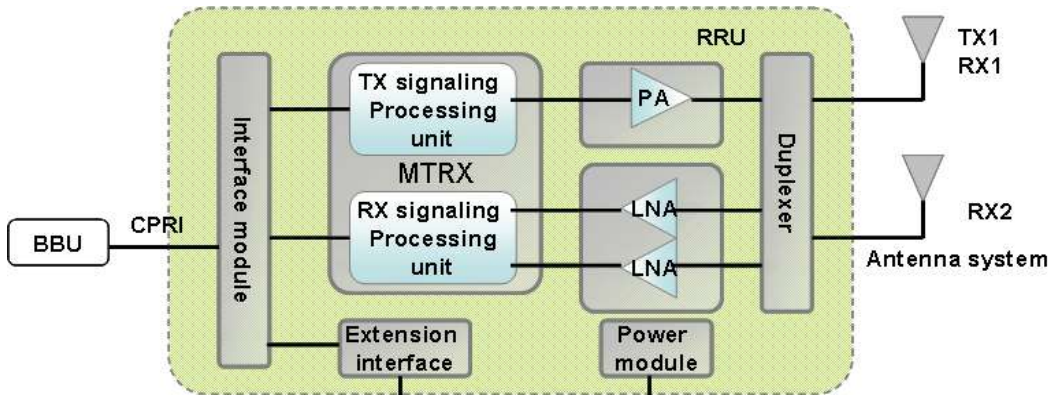 RRU
TX1
RX1
TX signaling
Processing
unit
PA
MTRX
Interface module
Duplexer
RX signaling
Processing
unit
LNA
LNA
RX2
CPRI
BBU
Antenna system
Extension
interface
Power
module